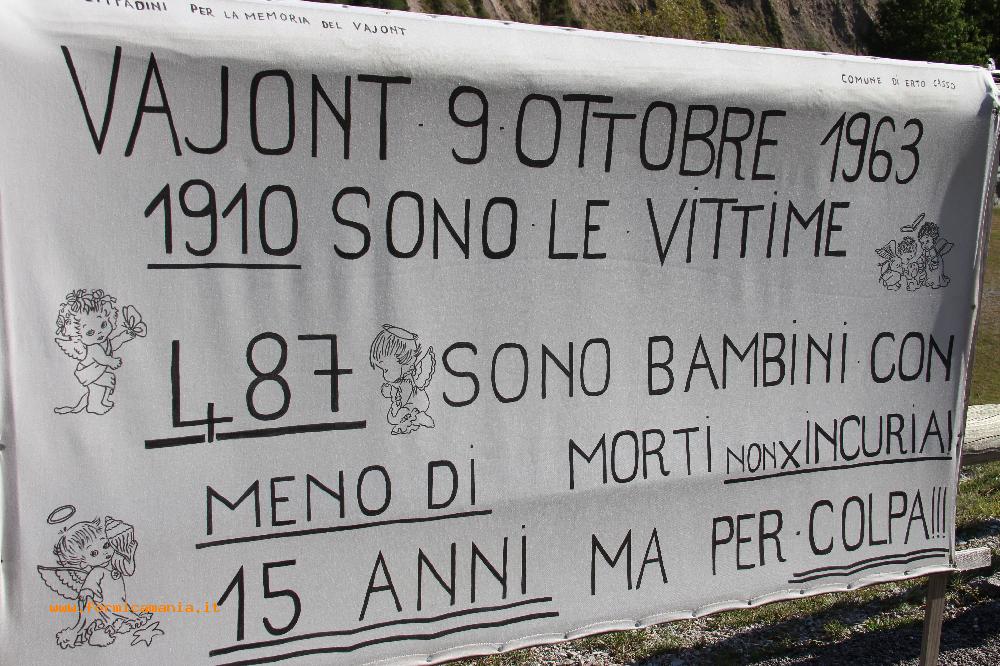 CITTADINI PER LA MEMORIA DEL VAJONT
COMUNE DI ERTO CASSO
VAJONT · 9 · OTTOBRE 1963
1910 SONO · LE · VITTIME
487 SONO BAMBINI · CON
MENO DI
15 ANNI
MORTI NON X INCURIA!
MA PER · COLPA!!!
www.formicamania.it